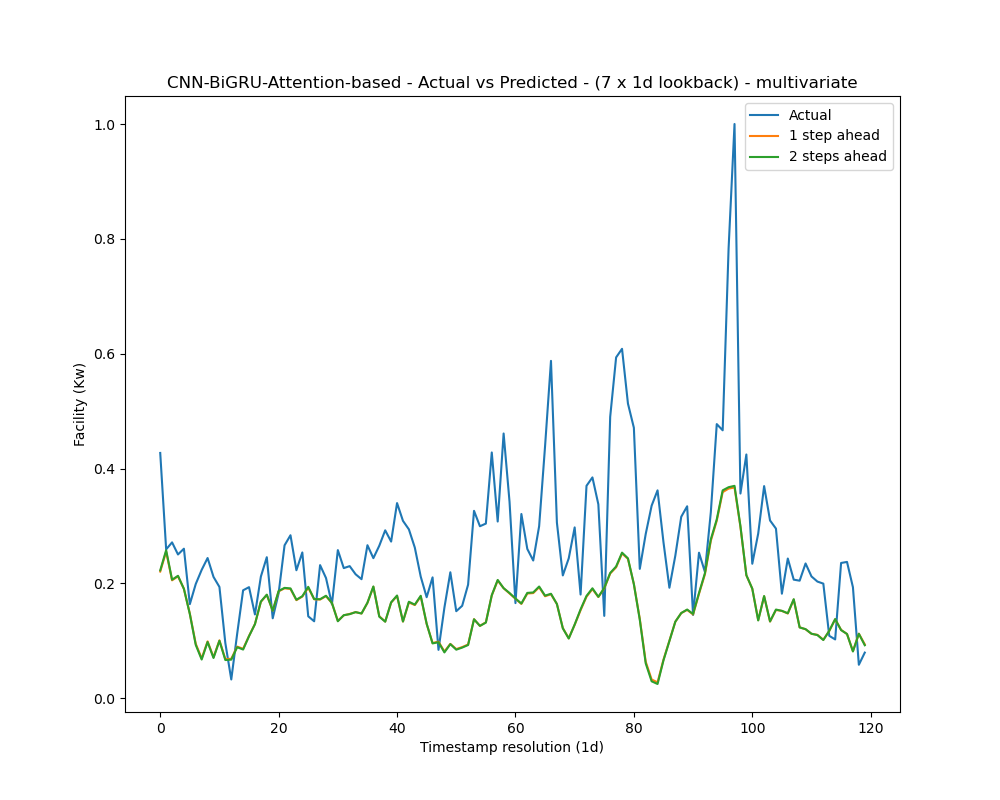 CNN-BiGRU-Attention-based - Actual vs Predicted - (7 x 1d lookback) - multivariate
Actual
1 step ahead
2 steps ahead
1.0
0.8
0.6
0.4
0.2
0.0
Facility (Kw)
0 20 40 60 80 100 120
Timestamp resolution (1d)